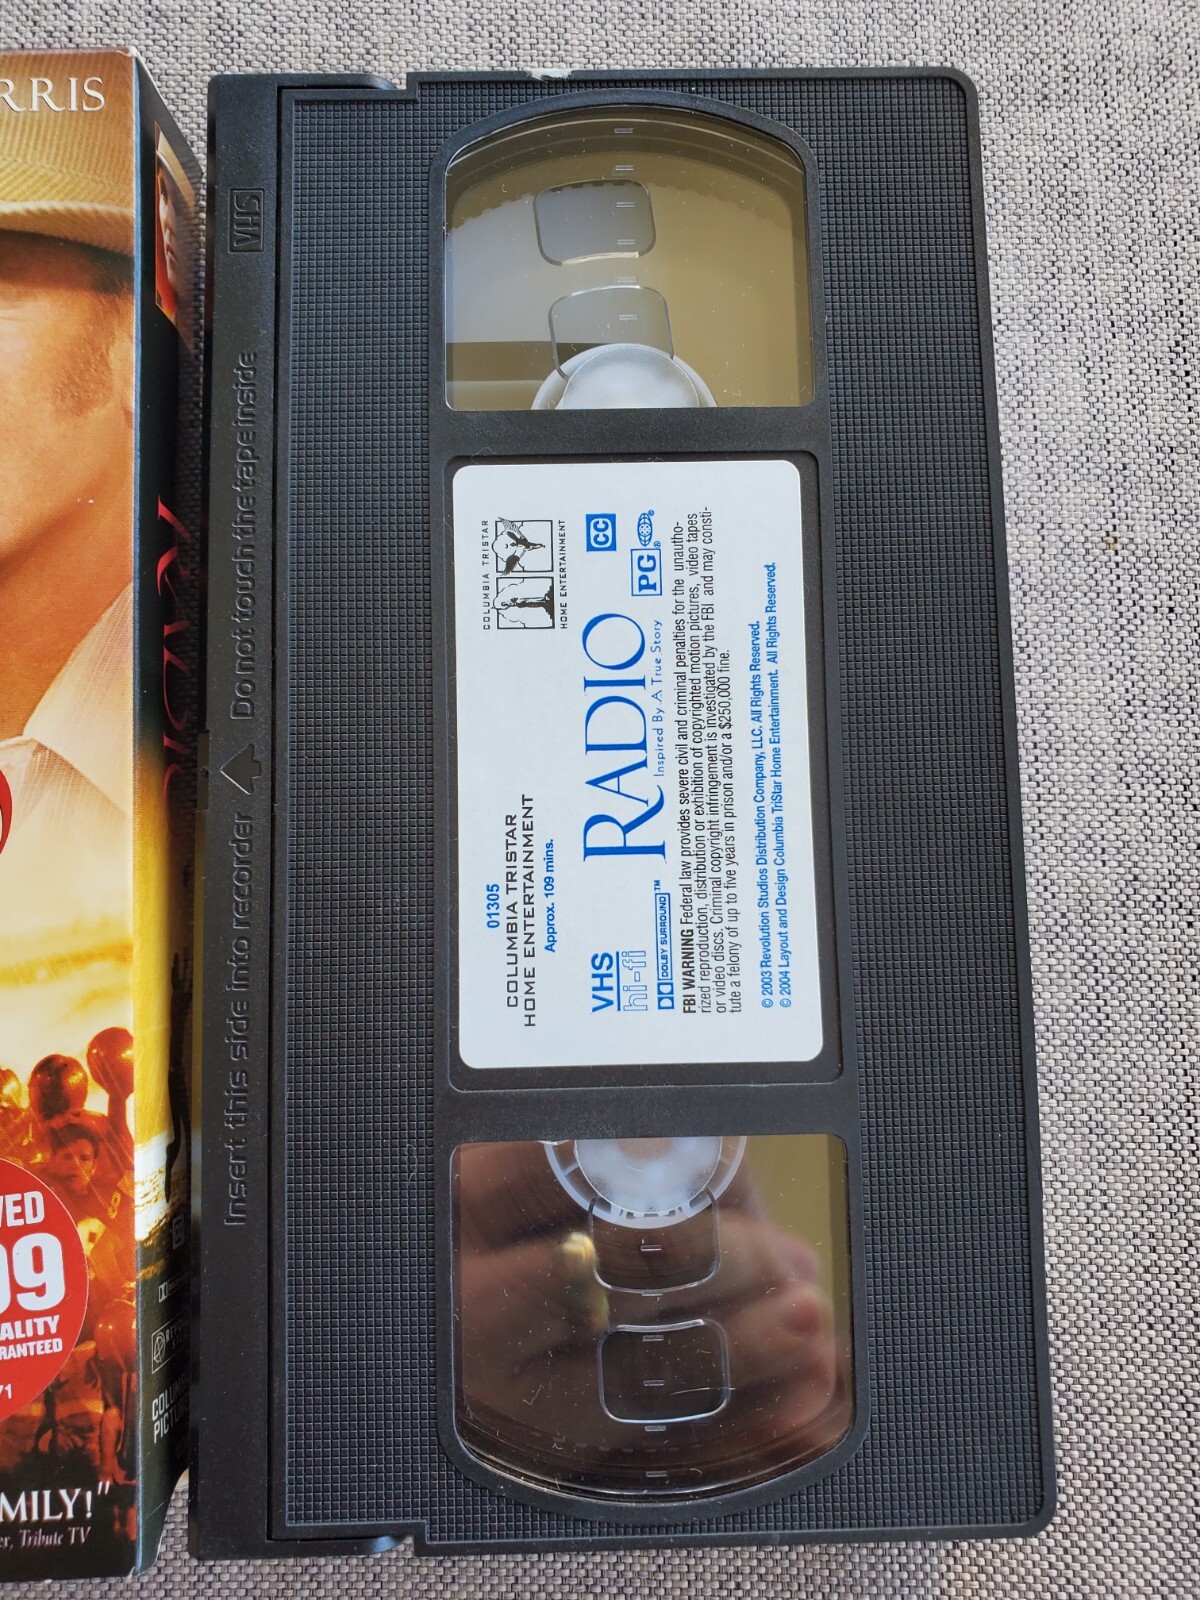 RRIS
VED
99
ALITY
RANTEED
71
MILY!"
er, Tribute TV
RADIO
VHS
Do not touch the tape inside
Insert this side into recorder
01305
COLUMBIA TRISTAR
HOME ENTERTAINMENT
Approx. 109 mins.
COLUMBIA TRISTAR
HOME ENTERTAINMENT
VHS
hi-fi
DOLBY SURROUND™
RADIO
Inspired By A True Story
CC
PG®
®
FBI WARNING Federal law provides severe civil and criminal penalties for the unautho-
rized reproduction, distribution or exhibition of copyrighted motion pictures, video tapes
or video discs. Criminal copyright infringement is investigated by the FBI and may consti-
tute a felony of up to five years in prison and/or a $250,000 fine.
© 2003 Revolution Studios Distribution Company, LLC. All Rights Reserved.
© 2004 Layout and Design Columbia TriStar Home Entertainment. All Rights Reserved.